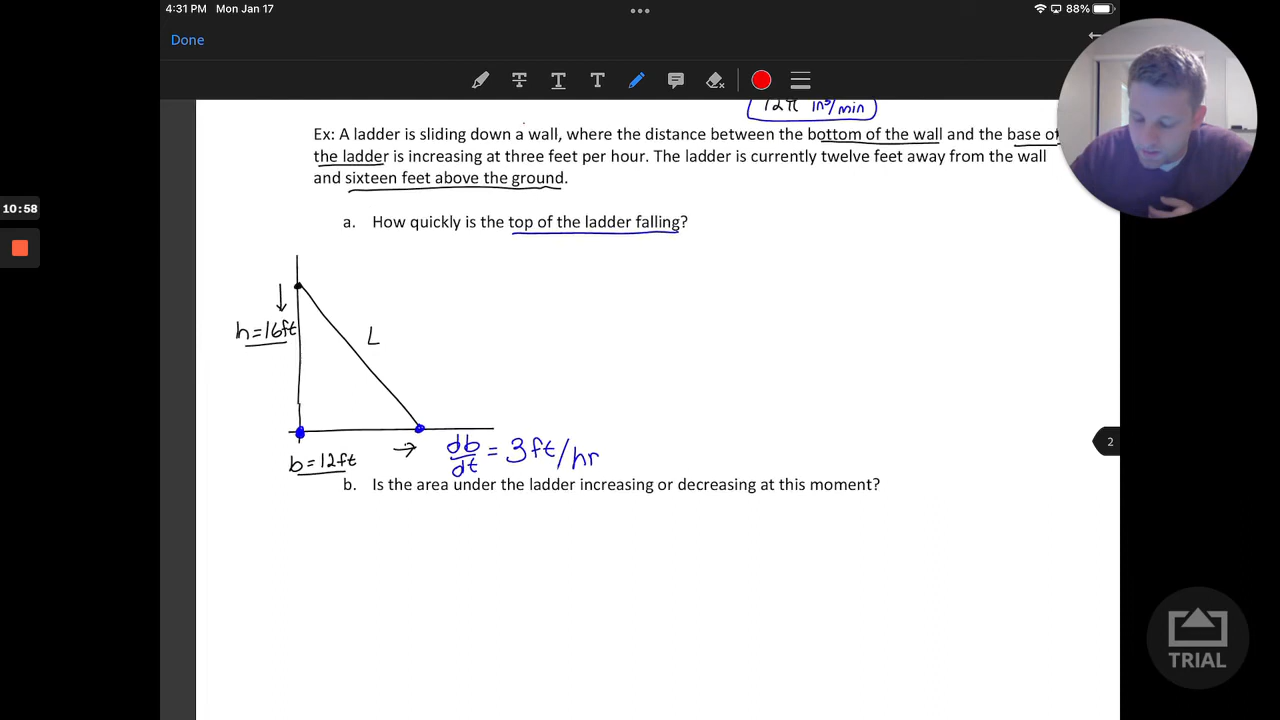 4:31 PM Mon Jan 17
88%
Done
T T T
10:58
12π in³/min
Ex: A ladder is sliding down a wall, where the distance between the bottom of the wall and the base of
the ladder is increasing at three feet per hour. The ladder is currently twelve feet away from the wall
and sixteen feet above the ground.
a. How quickly is the top of the ladder falling?
h=16ft
L
b=12ft
→ db/dt = 3ft/hr
2
b. Is the area under the ladder increasing or decreasing at this moment?
TRIAL